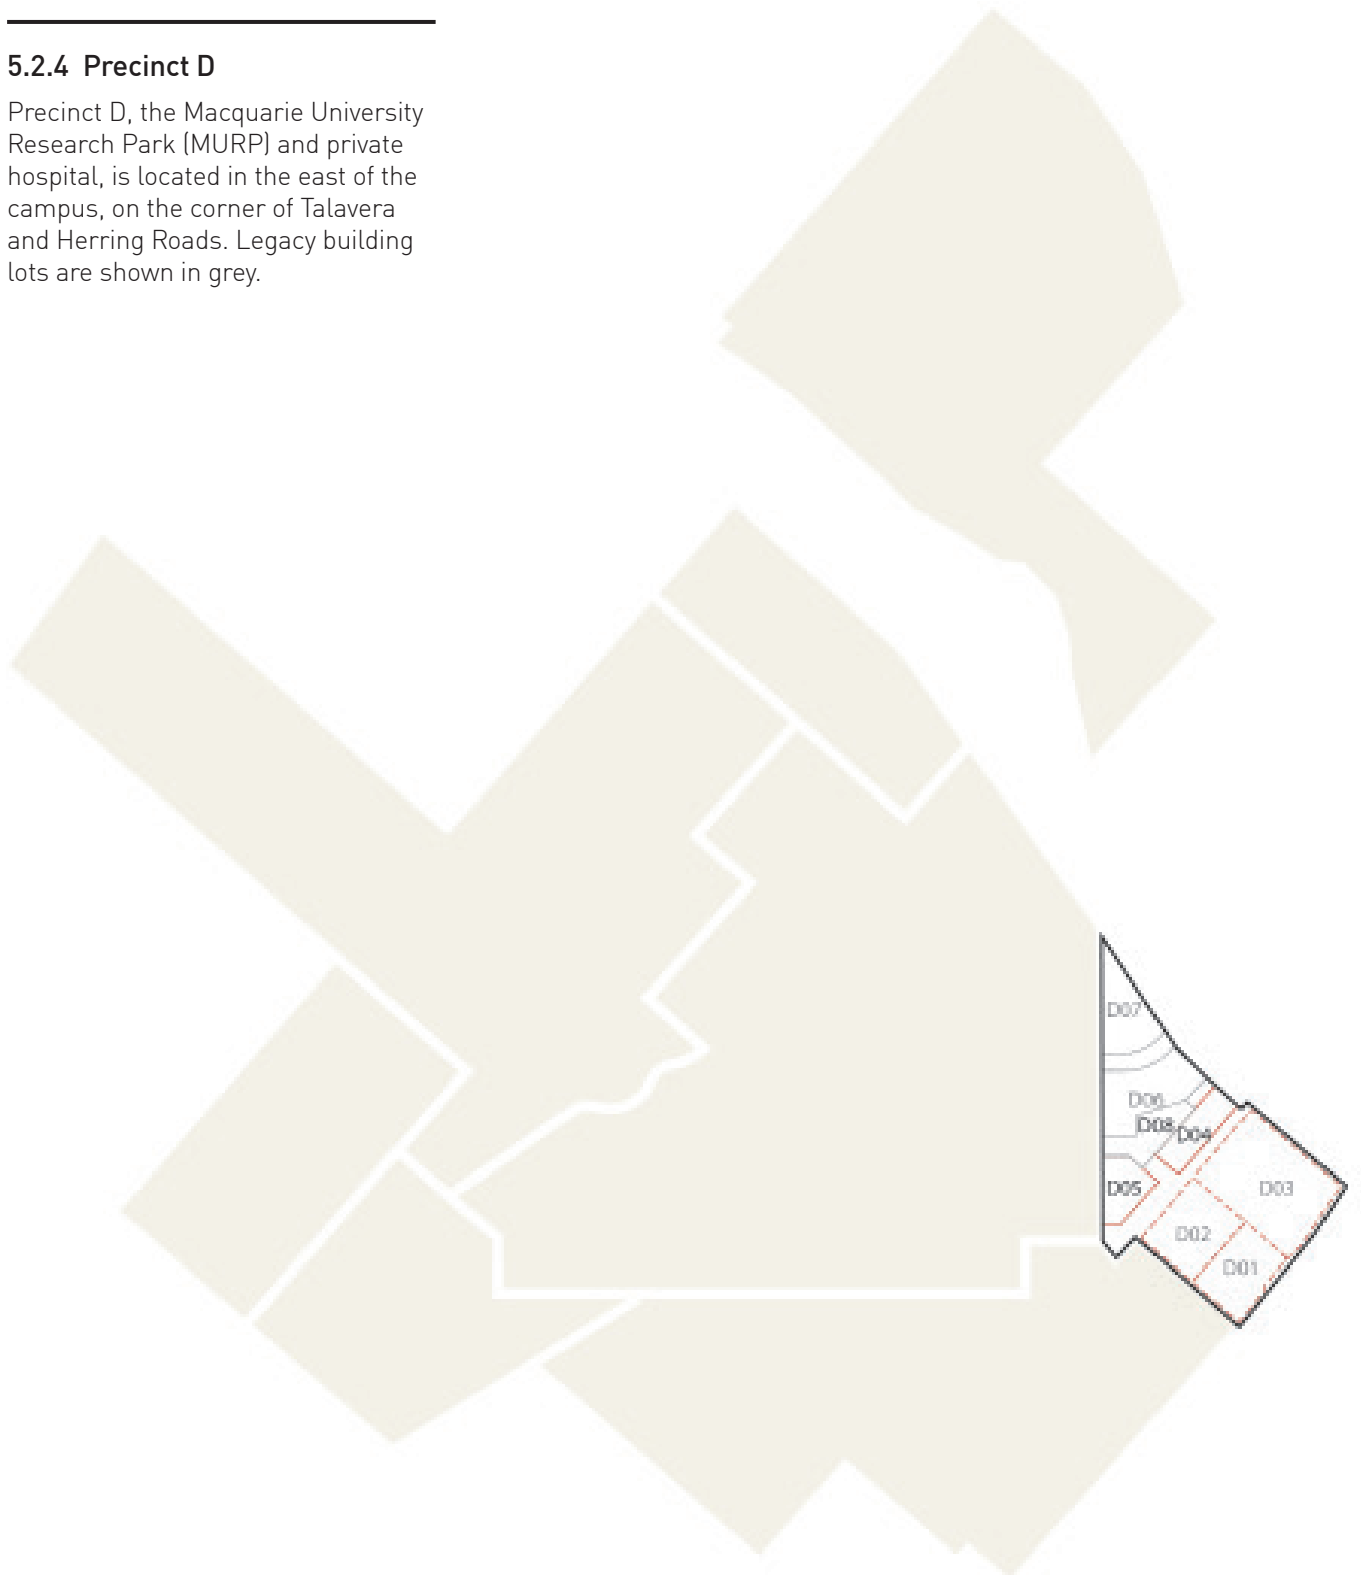 5.2.4 Precinct D
Precinct D, the Macquarie University
Research Park (MURP) and private
hospital, is located in the east of the
campus, on the corner of Talavera
and Herring Roads. Legacy building
lots are shown in grey.
D07
D06
D08
D04
D05
D03
D02
D01